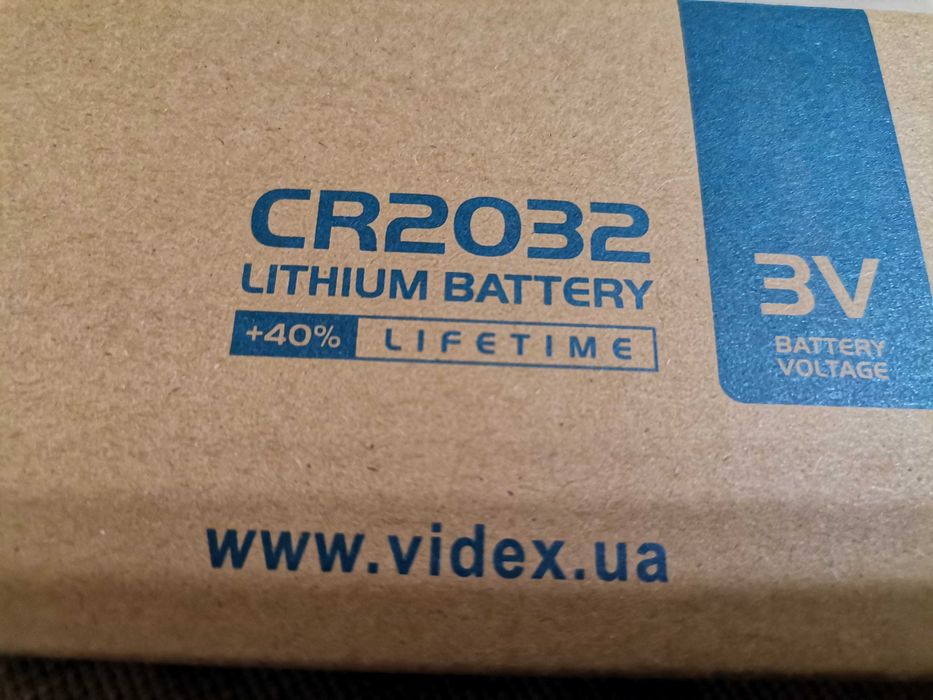 CR2032
LITHIUM BATTERY
+40% LIFETIME
3V
BATTERY
VOLTAGE
www.videx.ua